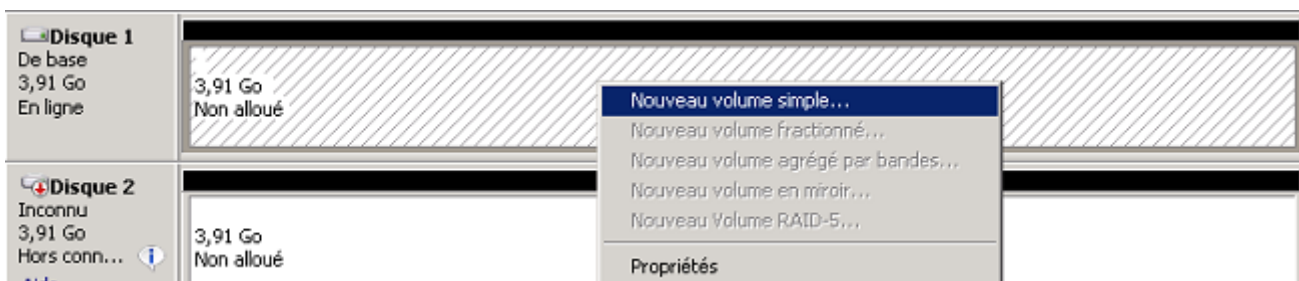 Disque 1
De base
3,91 Go
En ligne
3,91 Go
Non alloué
Nouveau volume simple...
Nouveau volume fractionné...
Nouveau volume agrégé par bandes...
Nouveau volume en miroir...
Nouveau Volume RAID-5...
Propriétés
Disque 2
Inconnu
3,91 Go
Hors conn...
3,91 Go
Non alloué